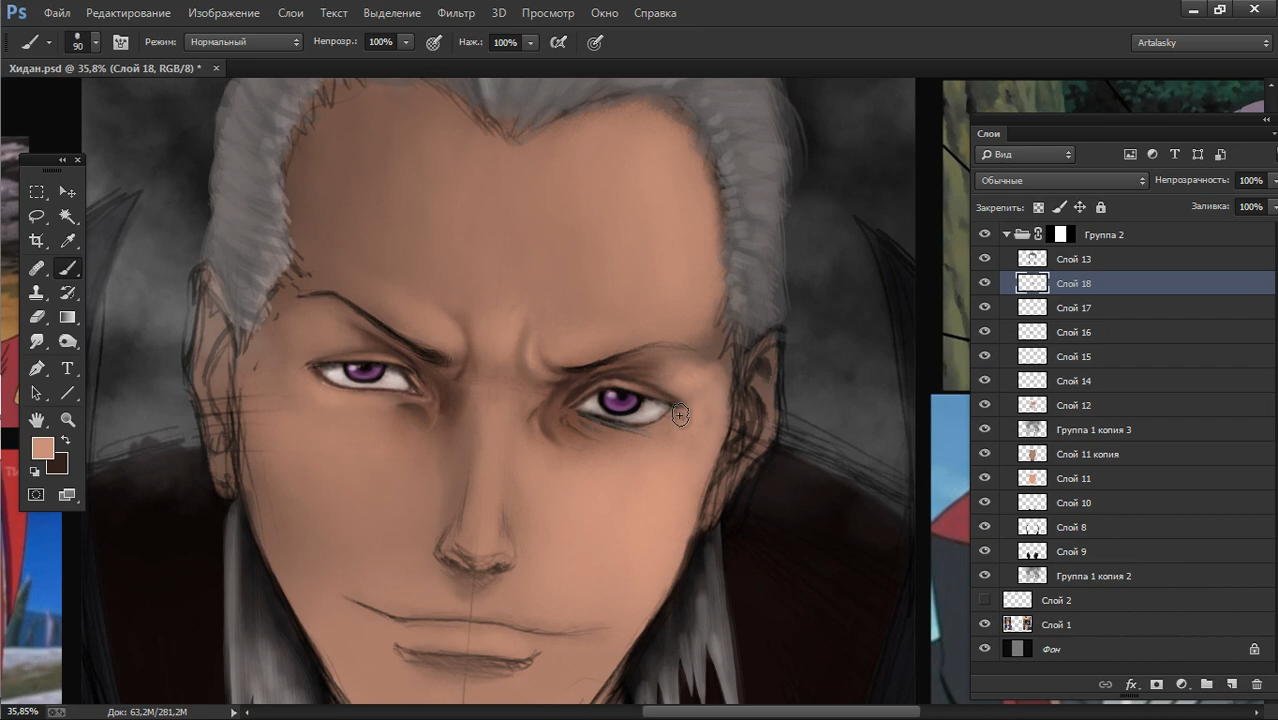 Ps Файл Редактирование Изображение Слои Текст Выделение Фильтр 3D Просмотр Окно Справка
90 Режим: Нормальный Непрозр.: 100% Наж.: 100% Artalasky
Хидан.psd @ 35,8% (Слой 18, RGB/8) * ×
Слои
Вид
Обычные Непрозрачность: 100%
Закрепить: Заливка: 100%
Группа 2
Слой 13
Слой 18
Слой 17
Слой 16
Слой 15
Слой 14
Слой 12
Группа 1 копия 3
Слой 11 копия
Слой 11
Слой 10
Слой 8
Слой 9
Группа 1 копия 2
Слой 2
Слой 1
Фон
35,85% Док: 63,2M/281,2M